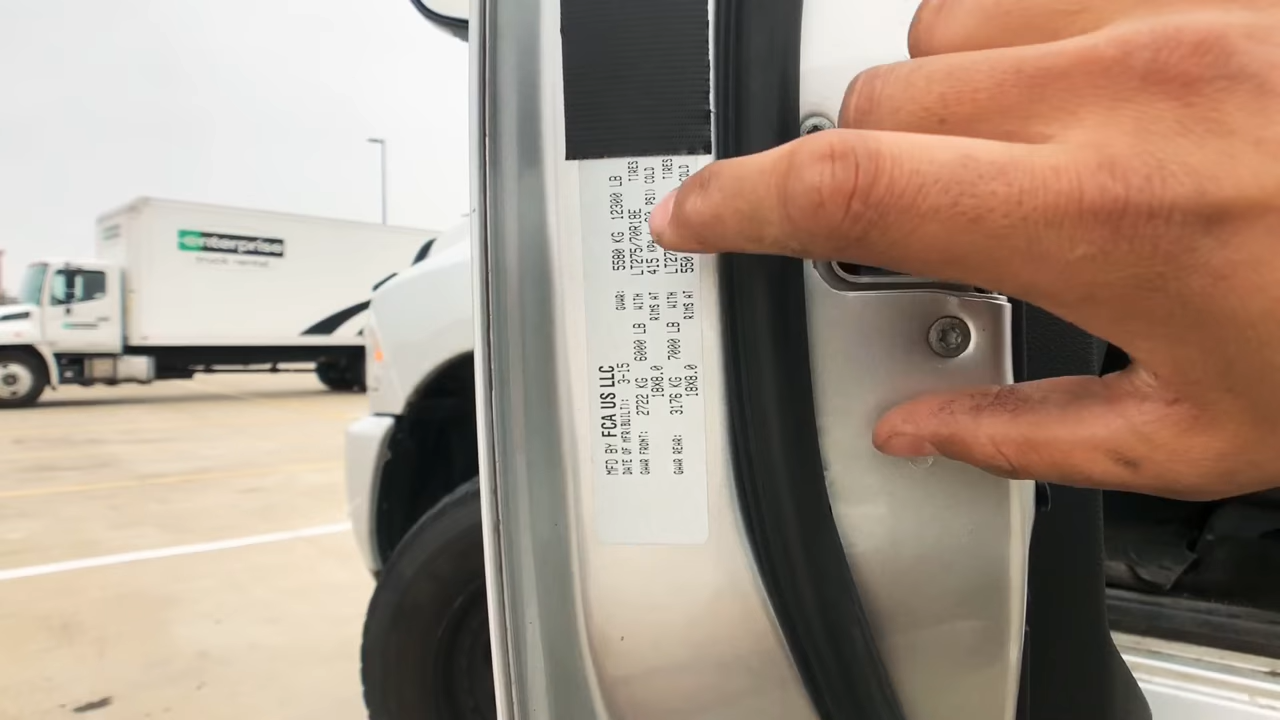 enterprise
truck rental
MFD BY FCA US LLC
DATE OF MFR(BUILT): 3-15 GVWR: 5580 KG 12300 LB
GAWR FRONT: 2722 KG 6000 LB WITH LT275/70R18E TIRES
18X8.0 RIMS AT 415 KPA PSI) COLD
GAWR REAR: 3176 KG 7000 LB WITH TIRES
18X8.0 RIMS AT 550 COLD